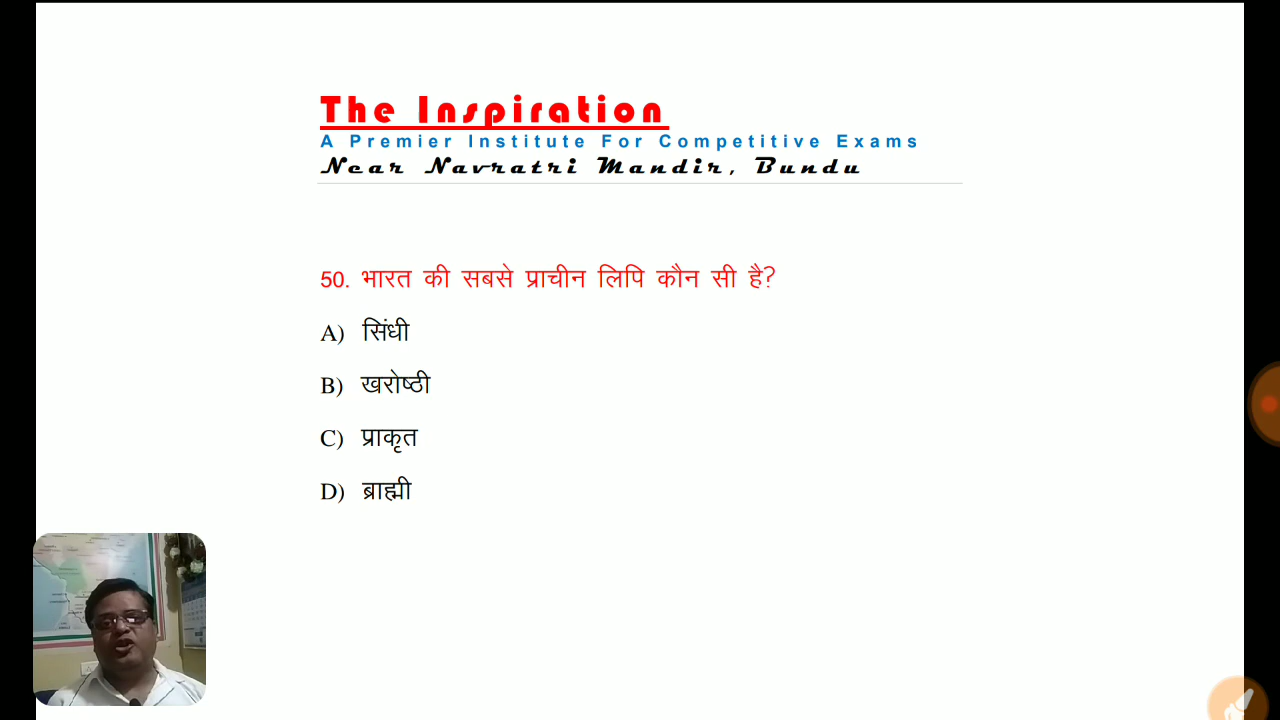 The Inspiration
A Premier Institute For Competitive Exams
Near Navratri Mandir, Bundu
50. भारत की सबसे प्राचीन लिपि कौन सी है?
A) सिंधी
B) खरोष्ठी
C) प्राकृत
D) ब्राह्मी